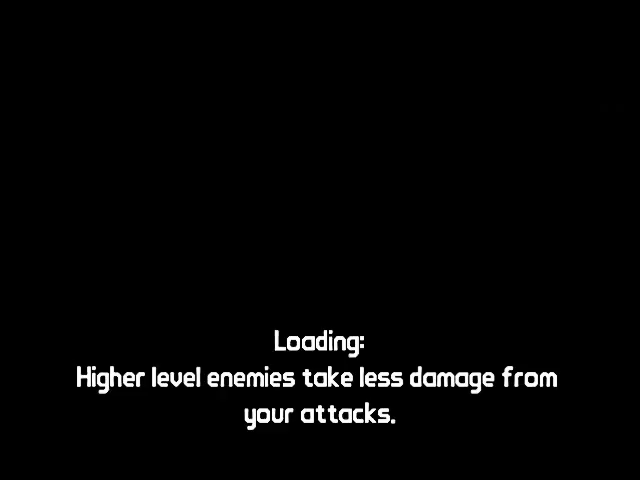 Loading:
Higher level enemies take less damage from
your attacks.